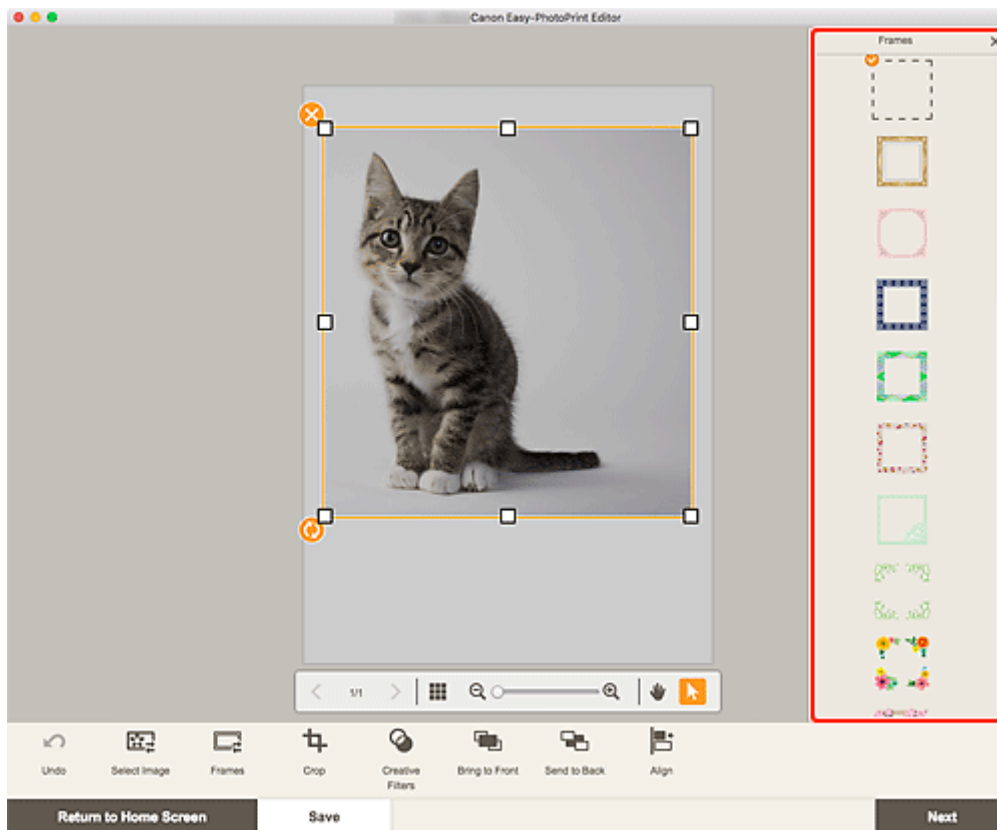 Canon Easy-PhotoPrint Editor
Frames
1/1
Undo
Select Image
Frames
Crop
Creative
Filters
Bring to Front
Send to Back
Align
Return to Home Screen
Save
Next